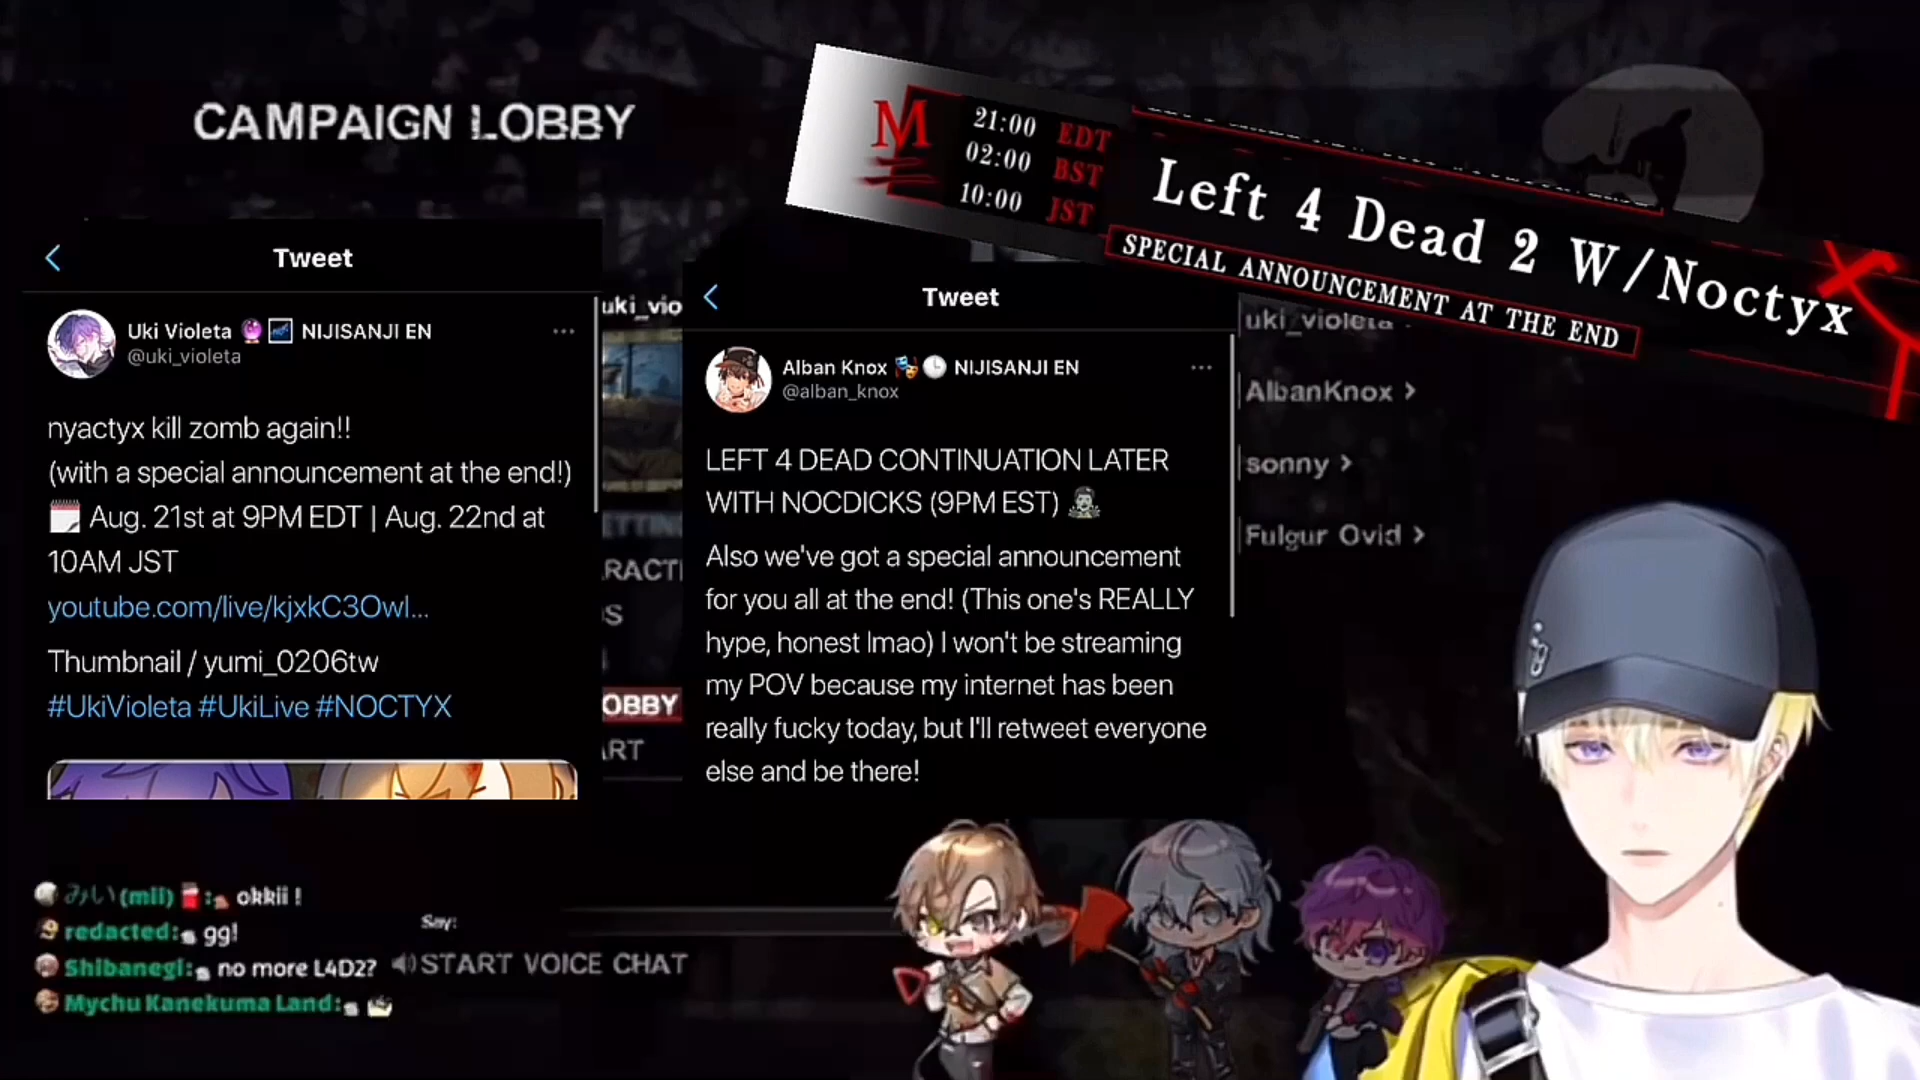 CAMPAIGN LOBBY
M
21:00 EDT
02:00 BST
10:00 JST
Left 4 Dead 2 W/Noctyx
SPECIAL ANNOUNCEMENT AT THE END
Tweet
Uki Violeta NIJISANJI EN
@uki_violeta
nyactyx kill zomb again!!
(with a special announcement at the end!)
Aug. 21st at 9PM EDT | Aug. 22nd at
10AM JST
youtube.com/live/kjxkC3Owl...
Thumbnail / yumi_0206tw
#UkiVioleta #UkiLive #NOCTYX
uki_vio
OBBY
Tweet
Alban Knox NIJISANJI EN
@alban_knox
LEFT 4 DEAD CONTINUATION LATER
WITH NOCDICKS (9PM EST)
Also we've got a special announcement
for you all at the end! (This one's REALLY
hype, honest lmao) I won't be streaming
my POV because my internet has been
really fucky today, but I'll retweet everyone
else and be there!
uki_violeta
AlbanKnox >
sonny >
Fulgur Ovid >
みい(mii) : okkii !
redacted: gg!
Shibanegi: no more L4D2?
Mychu Kanekuma Land:
Say:
START VOICE CHAT